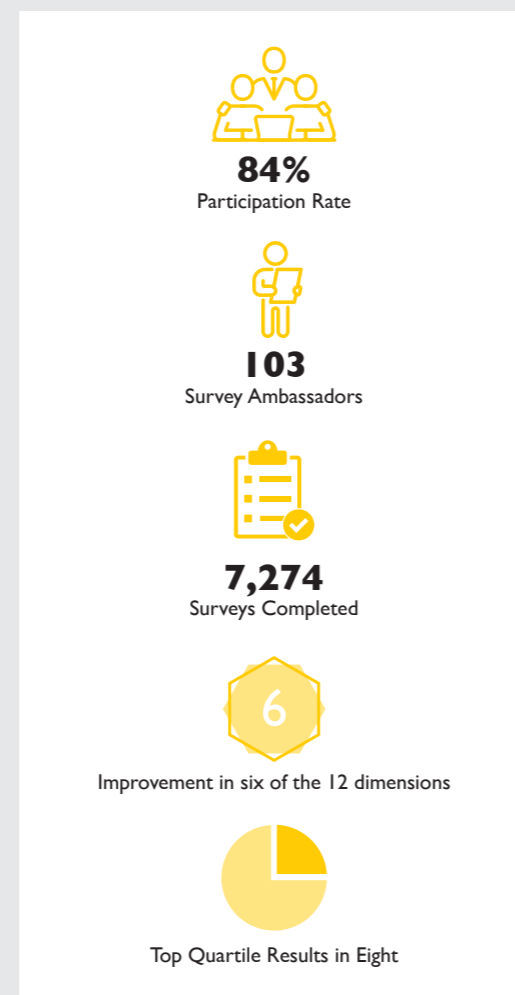 84%
Participation Rate
103
Survey Ambassadors
7,274
Surveys Completed
6
Improvement in six of the 12 dimensions
Top Quartile Results in Eight